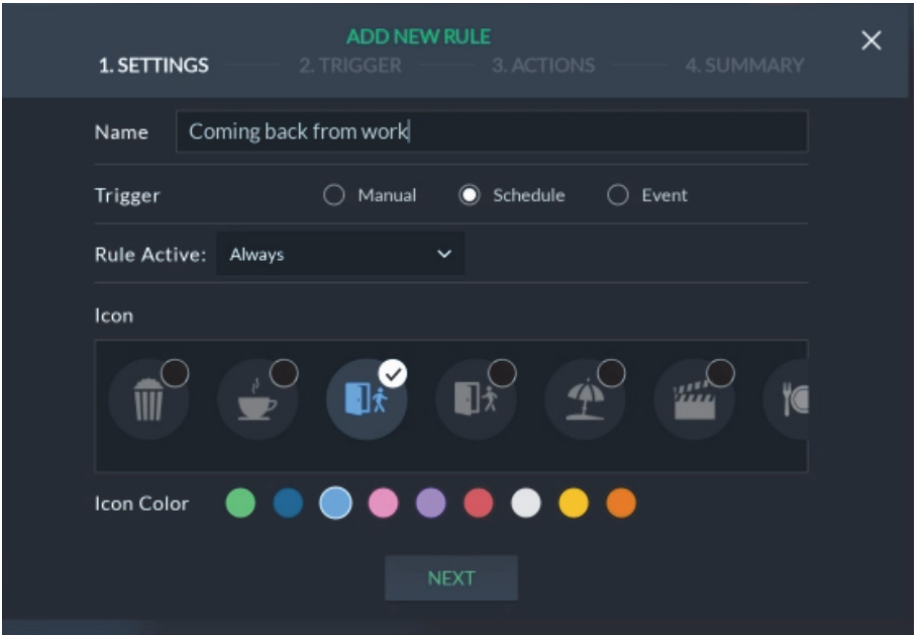 ADD NEW RULE
1. SETTINGS 2. TRIGGER 3. ACTIONS 4. SUMMARY
Name Coming back from work
Trigger Manual Schedule Event
Rule Active: Always
Icon
Icon Color
NEXT